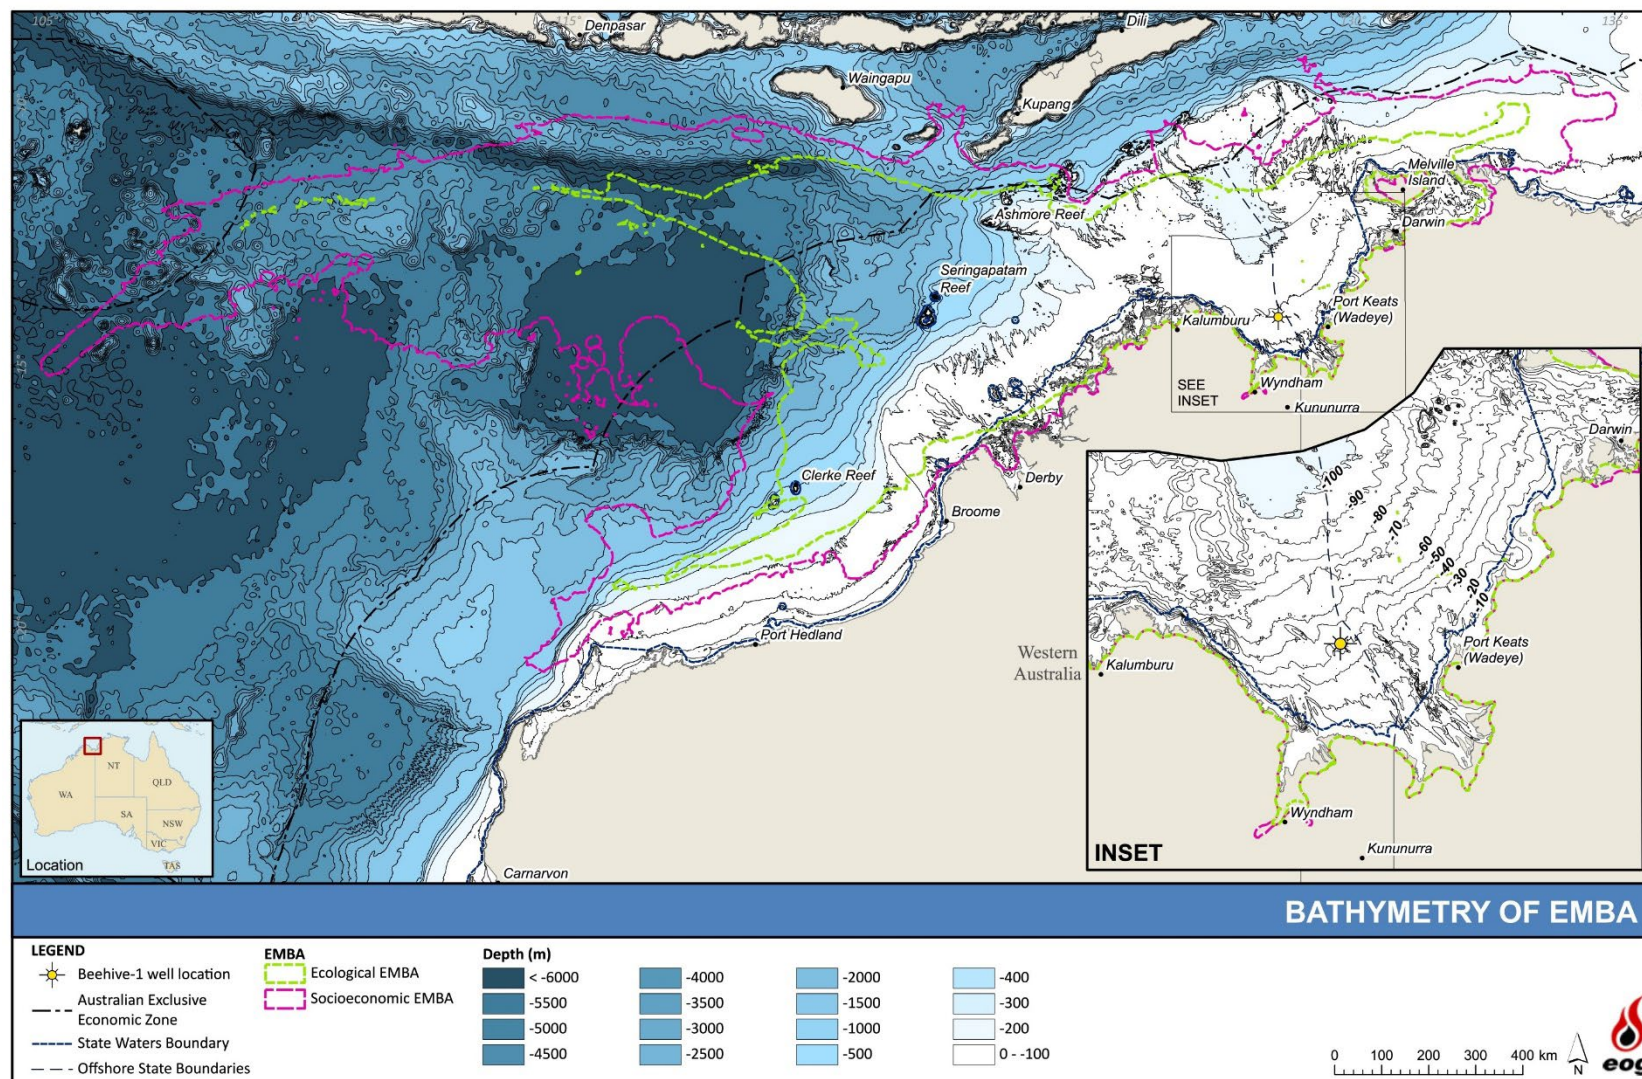 105°
115°
135°
Denpasar
Dili
Waingapu
Kupang
Melville
Island
Ashmore Reef
Darwin
Seringapatam
Reef
Port Keats
(Wadeye)
Kalumburu
Wyndham
SEE
INSET
Kununurra
Clerke Reef
Derby
Broome
Port Hedland
Western
Australia
Carnarvon
Darwin
-100
-90
-80
-70
-60
-50
-40
-30
-20
-10
Port Keats
(Wadeye)
Kalumburu
Wyndham
Kununurra
INSET
NT
WA
QLD
SA
NSW
VIC
TAS
Location
BATHYMETRY OF EMBA
LEGEND
Beehive-1 well location
Australian Exclusive
Economic Zone
State Waters Boundary
Offshore State Boundaries
EMBA
Ecological EMBA
Socioeconomic EMBA
Depth (m)
< -6000
-5500
-5000
-4500
-4000
-3500
-3000
-2500
-2000
-1500
-1000
-500
-400
-300
-200
0 - -100
0 100 200 300 400 km
N
eog